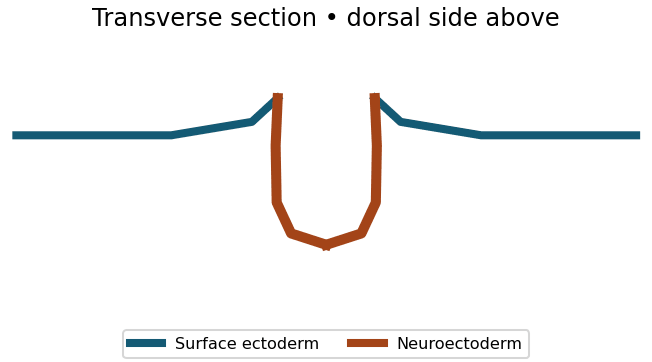 Transverse section • dorsal side above
Surface ectoderm
Neuroectoderm